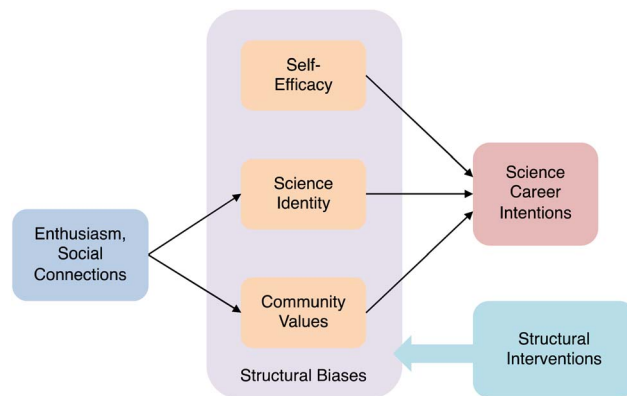 Self-
Efficacy
Science
Identity
Community
Values
Structural Biases
Enthusiasm,
Social
Connections
Science
Career
Intentions
Structural
Interventions